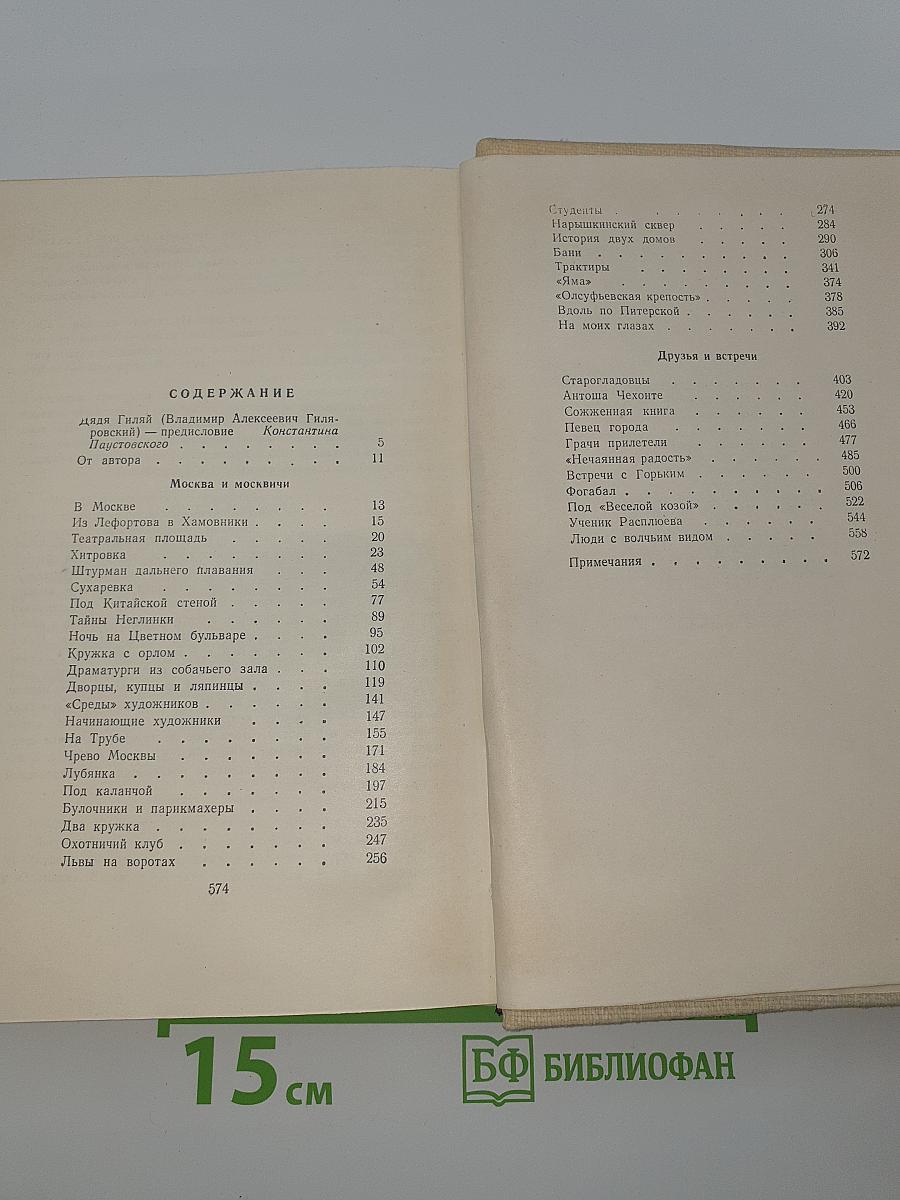 СОДЕРЖАНИЕ
Дядя Гиляй (Владимир Алексеевич Гиля-
ровский) — предисловие Константина
Паустовского . . . . . . . . 5
От автора . . . . . . . . . 11
Москва и москвичи
В Москве . . . . . . . . 13
Из Лефортова в Хамовники . . . . 15
Театральная площадь . . . . . 20
Хитровка . . . . . . . . 23
Штурман дальнего плавания . . . 48
Сухаревка . . . . . . . . 54
Под Китайской стеной . . . . . 77
Тайны Неглинки . . . . . . 89
Ночь на Цветном бульваре . . . . 95
Кружка с орлом . . . . . . . 102
Драматурги из собачьего зала . . . 110
Дворцы, купцы и ляпинцы . . . . 119
«Среды» художников . . . . . . 141
Начинающие художники . . . . 147
На Трубе . . . . . . . . 155
Чрево Москвы . . . . . . . 171
Лубянка . . . . . . . . . 184
Под каланчой . . . . . . . 197
Булочники и парикмахеры . . . . 215
Два кружка . . . . . . . . 235
Охотничий клуб . . . . . . . 247
Львы на воротах . . . . . . 256
574
Студенты . . . . . . . 274
Нарышкинский сквер . . . . . 284
История двух домов . . . . . 290
Бани . . . . . . . . . 306
Трактиры . . . . . . . 341
«Яма» . . . . . . . . 374
«Олсуфьевская крепость» . . . . 378
Вдоль по Питерской . . . . . 385
На моих глазах . . . . . . . 392
Друзья и встречи
Старогладовцы . . . . . . . 403
Антоша Чехонте . . . . . . 420
Сожженная книга . . . . . . 453
Певец города . . . . . . . 466
Грачи прилетели . . . . . . 477
«Нечаянная радость» . . . . . . 485
Встречи с Горьким . . . . . . 500
Фогабал . . . . . . . . . 506
Под «Веселой козой» . . . . . . 522
Ученик Расплюева . . . . . . 544
Люди с волчьим видом . . . . . 558
Примечания . . . . . . . . . 572
15 см
БФ БИБЛИОФАН